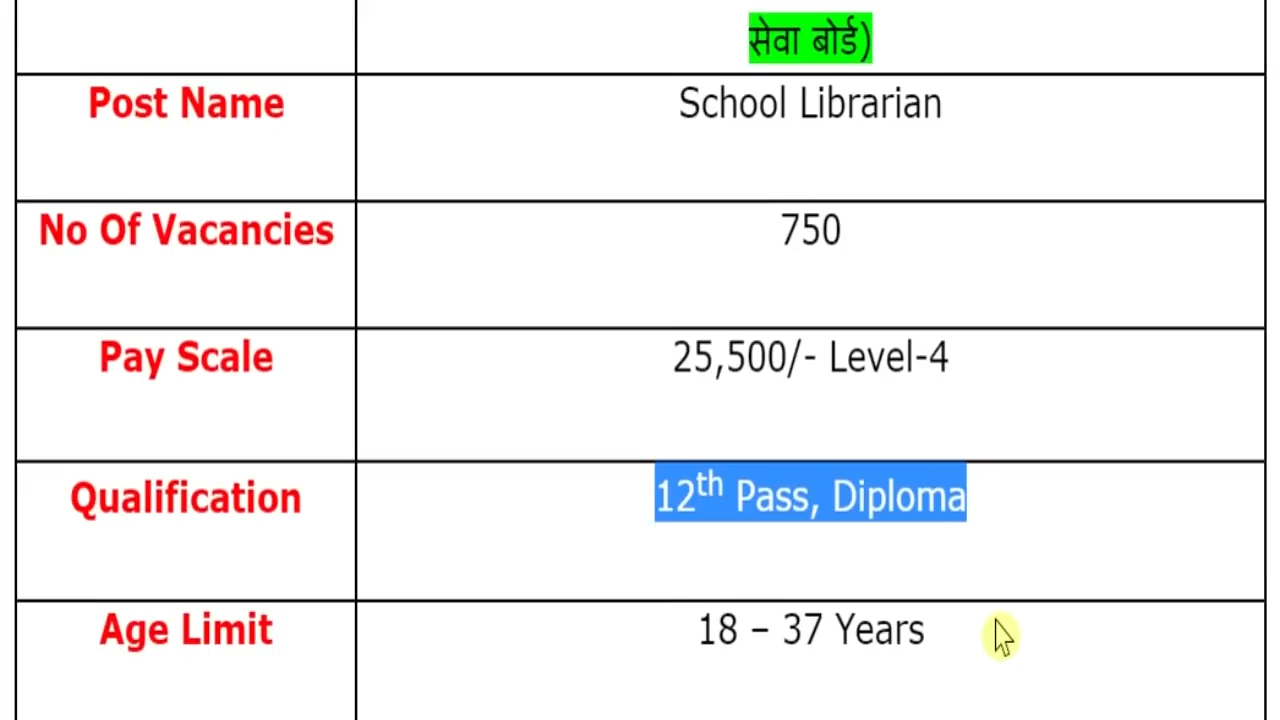 सेवा बोर्ड)
Post Name
School Librarian
No Of Vacancies
750
Pay Scale
25,500/- Level-4
Qualification
12th Pass, Diploma
Age Limit
18 – 37 Years